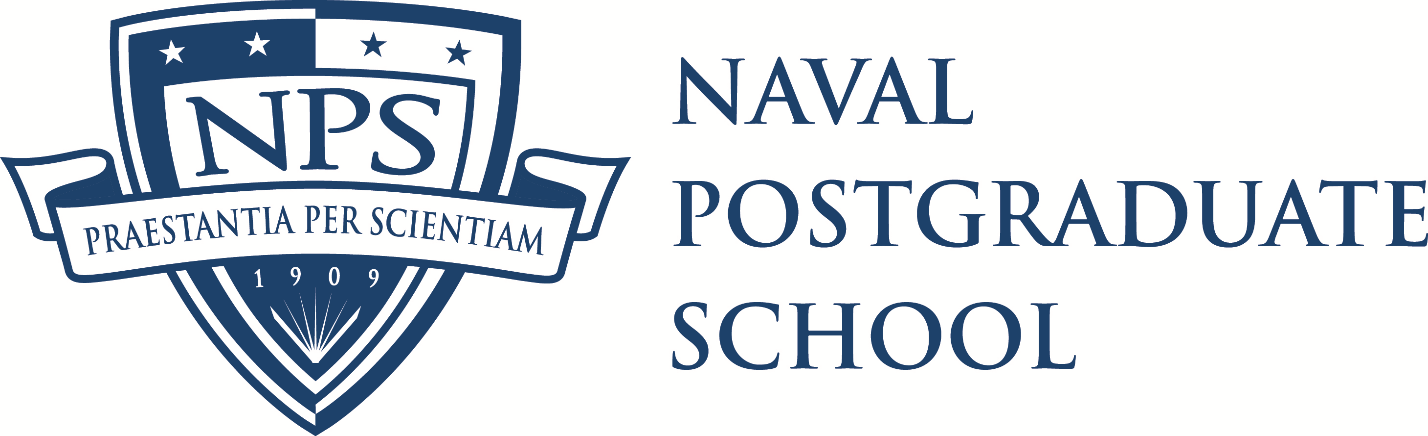 NPS
PRAESTANTIA PER SCIENTIAM
1909
NAVAL
POSTGRADUATE
SCHOOL